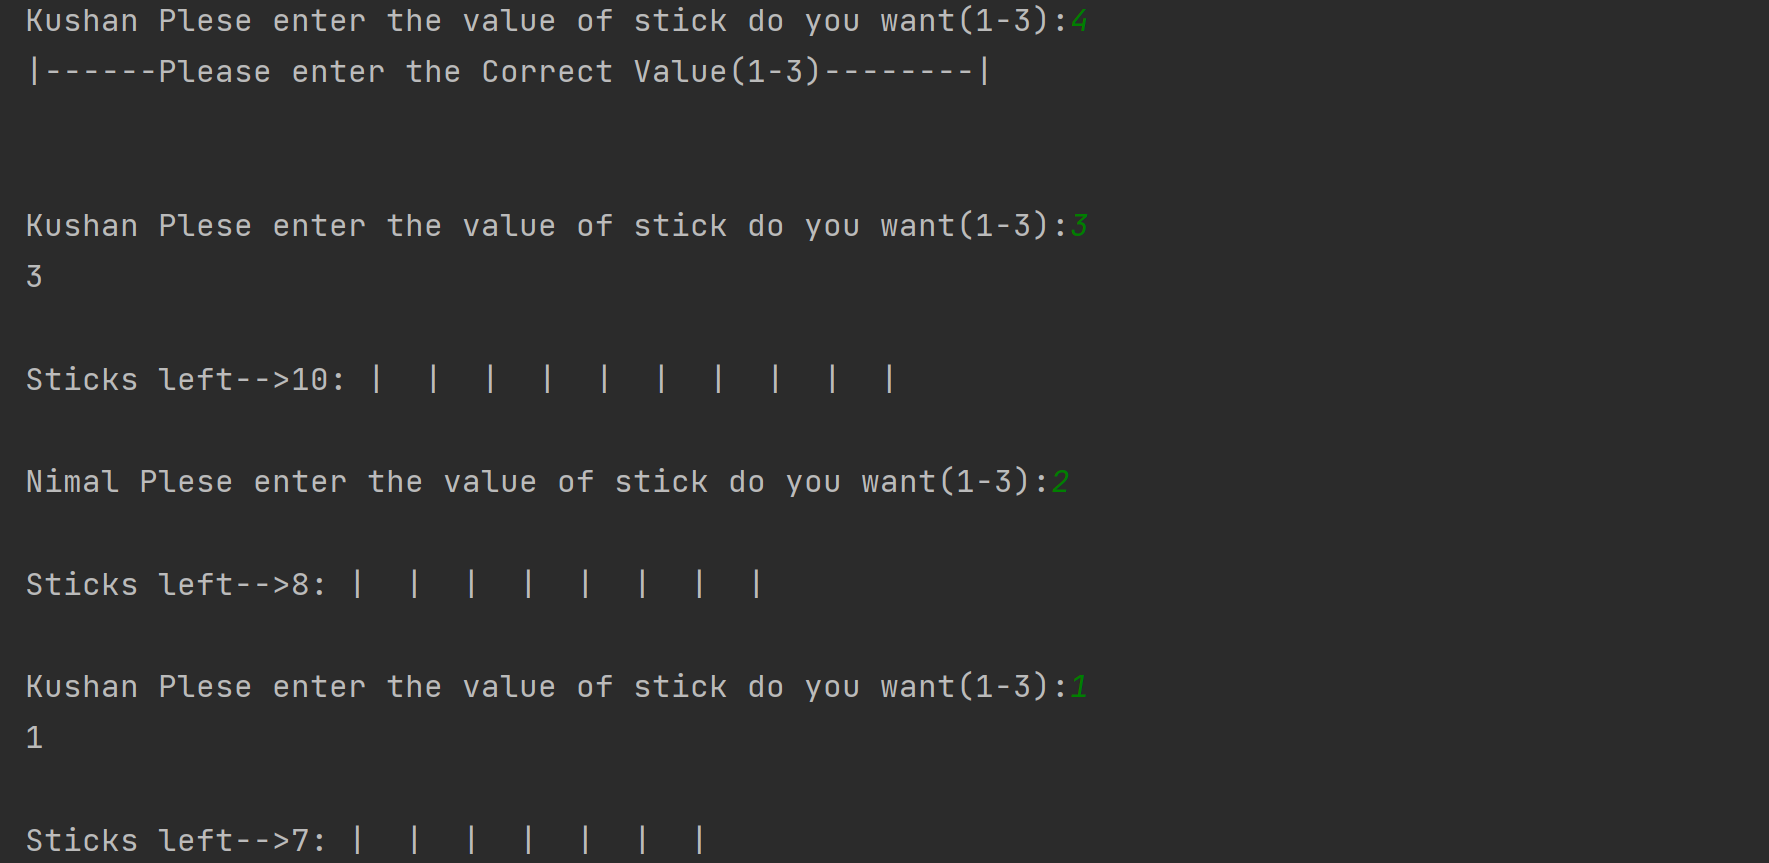 Kushan Plese enter the value of stick do you want(1-3):4
|------Please enter the Correct Value(1-3)--------|
Kushan Plese enter the value of stick do you want(1-3):3
3
Sticks left-->10: |  |  |  |  |  |  |  |  |  |
Nimal Plese enter the value of stick do you want(1-3):2
Sticks left-->8: |  |  |  |  |  |  |  |
Kushan Plese enter the value of stick do you want(1-3):1
1
Sticks left-->7: |  |  |  |  |  |  |